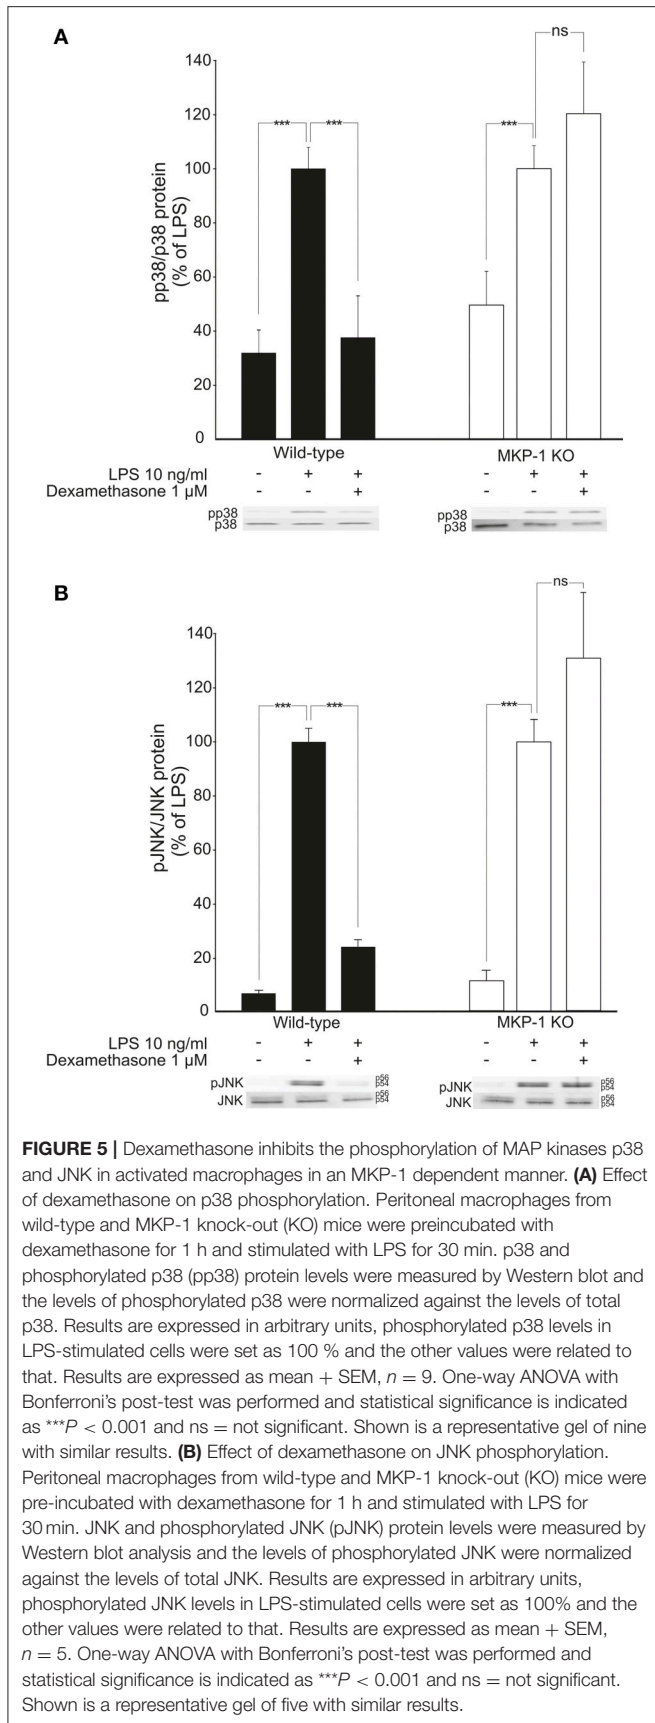 A
ns
*** *** ***
140
120
100
80
60
40
20
0
pp38/p38 protein
(% of LPS)
Wild-type MKP-1 KO
LPS 10 ng/ml - + + - + +
Dexamethasone 1 µM - - + - - +
pp38 pp38
p38 p38
B
ns
*** *** ***
140
120
100
80
60
40
20
0
pJNK/JNK protein
(% of LPS)
Wild-type MKP-1 KO
LPS 10 ng/ml - + + - + +
Dexamethasone 1 µM - - + - - +
pJNK p56 p54 pJNK p56 p54
JNK p56 p54 JNK p56 p54
FIGURE 5 | Dexamethasone inhibits the phosphorylation of MAP kinases p38
and JNK in activated macrophages in an MKP-1 dependent manner. (A) Effect
of dexamethasone on p38 phosphorylation. Peritoneal macrophages from
wild-type and MKP-1 knock-out (KO) mice were preincubated with
dexamethasone for 1 h and stimulated with LPS for 30 min. p38 and
phosphorylated p38 (pp38) protein levels were measured by Western blot and
the levels of phosphorylated p38 were normalized against the levels of total
p38. Results are expressed in arbitrary units, phosphorylated p38 levels in
LPS-stimulated cells were set as 100 % and the other values were related to
that. Results are expressed as mean + SEM, n = 9. One-way ANOVA with
Bonferroni's post-test was performed and statistical significance is indicated
as ***P < 0.001 and ns = not significant. Shown is a representative gel of nine
with similar results. (B) Effect of dexamethasone on JNK phosphorylation.
Peritoneal macrophages from wild-type and MKP-1 knock-out (KO) mice were
pre-incubated with dexamethasone for 1 h and stimulated with LPS for
30 min. JNK and phosphorylated JNK (pJNK) protein levels were measured by
Western blot analysis and the levels of phosphorylated JNK were normalized
against the levels of total JNK. Results are expressed in arbitrary units,
phosphorylated JNK levels in LPS-stimulated cells were set as 100% and the
other values were related to that. Results are expressed as mean + SEM,
n = 5. One-way ANOVA with Bonferroni's post-test was performed and
statistical significance is indicated as ***P < 0.001 and ns = not significant.
Shown is a representative gel of five with similar results.